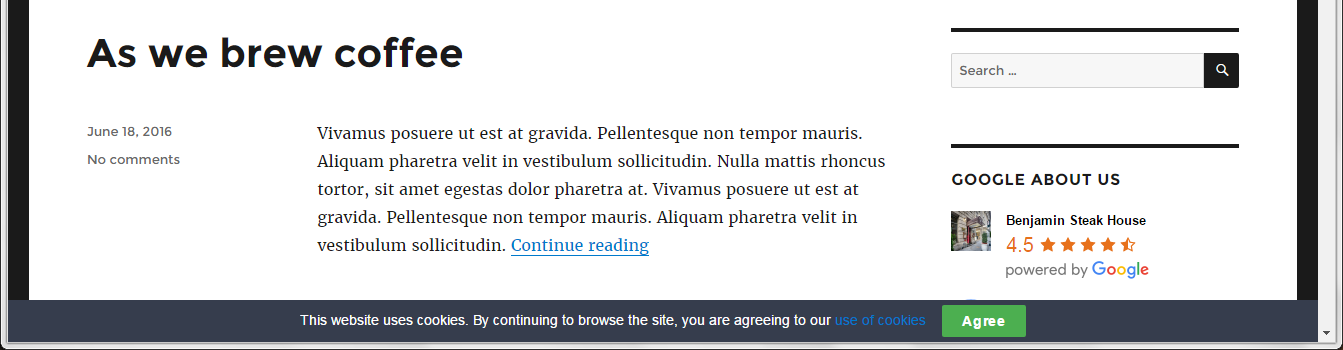 As we brew coffee
June 18, 2016
No comments
Vivamus posuere ut est at gravida. Pellentesque non tempor mauris.
Aliquam pharetra velit in vestibulum sollicitudin. Nulla mattis rhoncus
tortor, sit amet egestas dolor pharetra at. Vivamus posuere ut est at
gravida. Pellentesque non tempor mauris. Aliquam pharetra velit in
vestibulum sollicitudin. Continue reading
Search …
GOOGLE ABOUT US
Benjamin Steak House
4.5
powered by Google
This website uses cookies. By continuing to browse the site, you are agreeing to our use of cookies
Agree